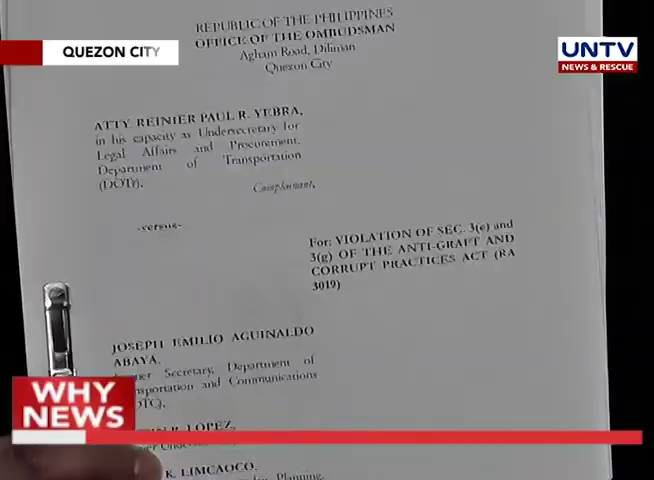 QUEZON CITY
UNTV
NEWS & RESCUE
REPUBLIC OF THE PHILIPPINES
OFFICE OF THE OMBUDSMAN
Agham Road, Diliman
Quezon City
ATTY REINIER PAUL R. YEBRA,
in his capacity as Undersecretary for
Legal Affairs and Procurement,
Department of Transportation
(DOTr),
Complainant,
-versus-
For: VIOLATION OF SEC. 3(e) and
3(g) OF THE ANTI-GRAFT AND
CORRUPT PRACTICES ACT (RA
3019)
JOSEPH EMILIO AGUINALDO
ABAYA,
Secretary, Department of
and Communications
LOPEZ,
K. LIMCAOCO,
Planning,
WHY
NEWS